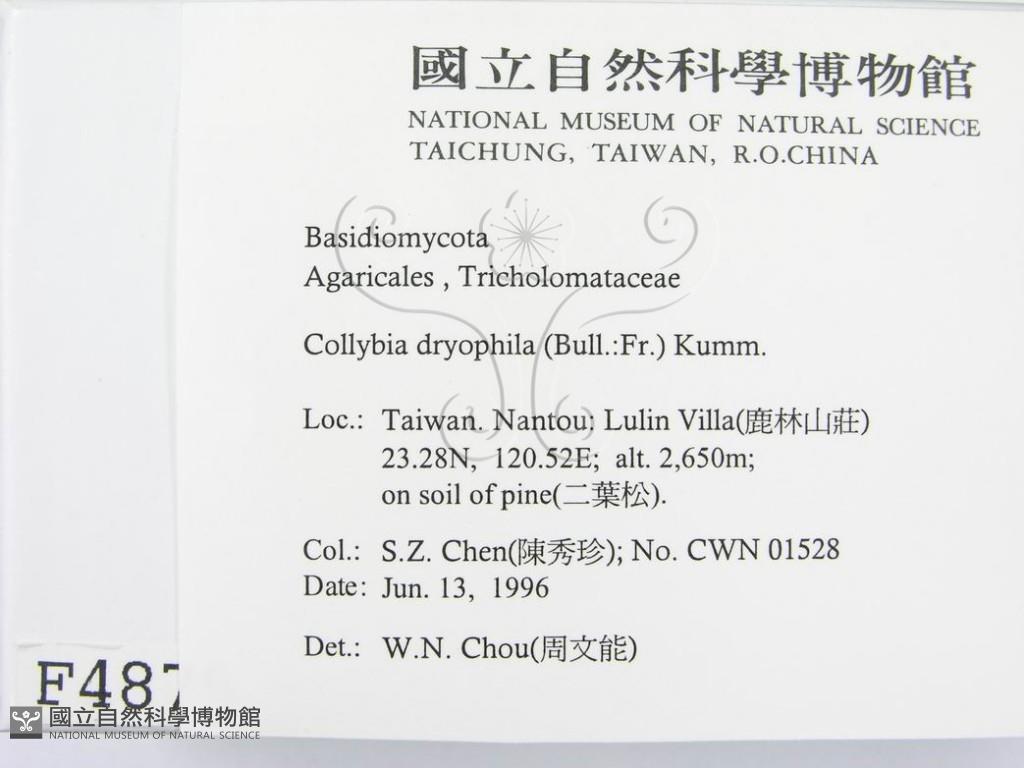 國立自然科學博物館
NATIONAL MUSEUM OF NATURAL SCIENCE
TAICHUNG, TAIWAN, R.O.CHINA
Basidiomycota
Agaricales , Tricholomataceae
Collybia dryophila (Bull.:Fr.) Kumm.
Loc.: Taiwan. Nantou: Lulin Villa(鹿林山莊)
23.28N, 120.52E; alt. 2,650m;
on soil of pine(二葉松).
Col.: S.Z. Chen(陳秀珍); No. CWN 01528
Date: Jun. 13, 1996
Det.: W.N. Chou(周文能)
F487
國立自然科學博物館
NATIONAL MUSEUM OF NATURAL SCIENCE